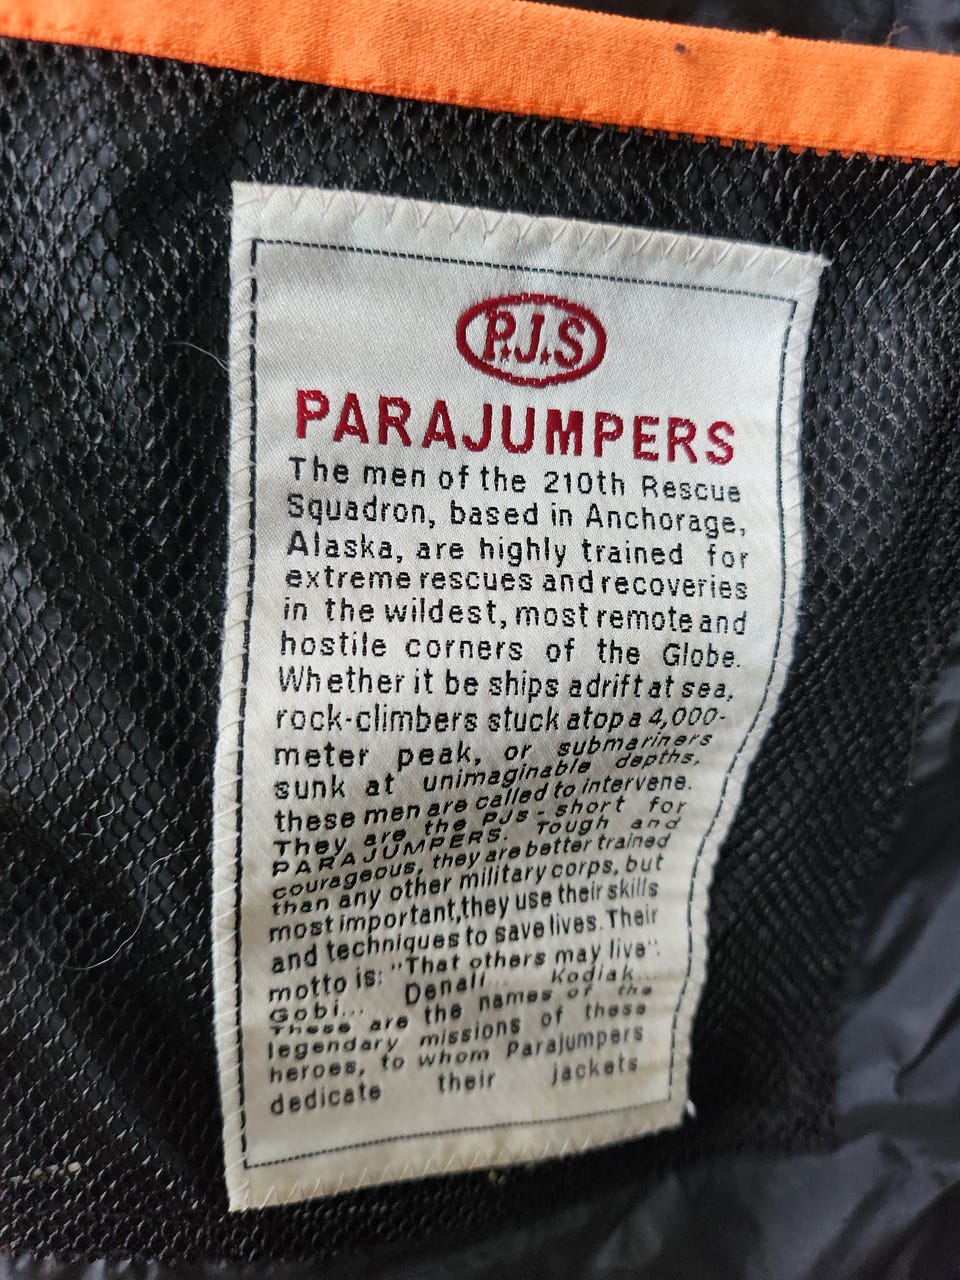 P.J.S
PARAJUMPERS
The men of the 210th Rescue
Squadron, based in Anchorage,
Alaska, are highly trained for
extreme rescues and recoveries
in the wildest, most remote and
hostile corners of the Globe.
Whether it be ships adrift at sea,
rock-climbers stuck atop a 4,000-
meter peak, or submariners
sunk at unimaginable depths,
these men are called to intervene.
They are the PJs - short for
PARAJUMPERS. Tough and
courageous, they are better trained
than any other military corps, but
most important, they use their skills
and techniques to save lives. Their
motto is: "That others may live".
Gobi... Denali... Kodiak...
These are the names of the
legendary missions of these
heroes, to whom Parajumpers
dedicate their jackets